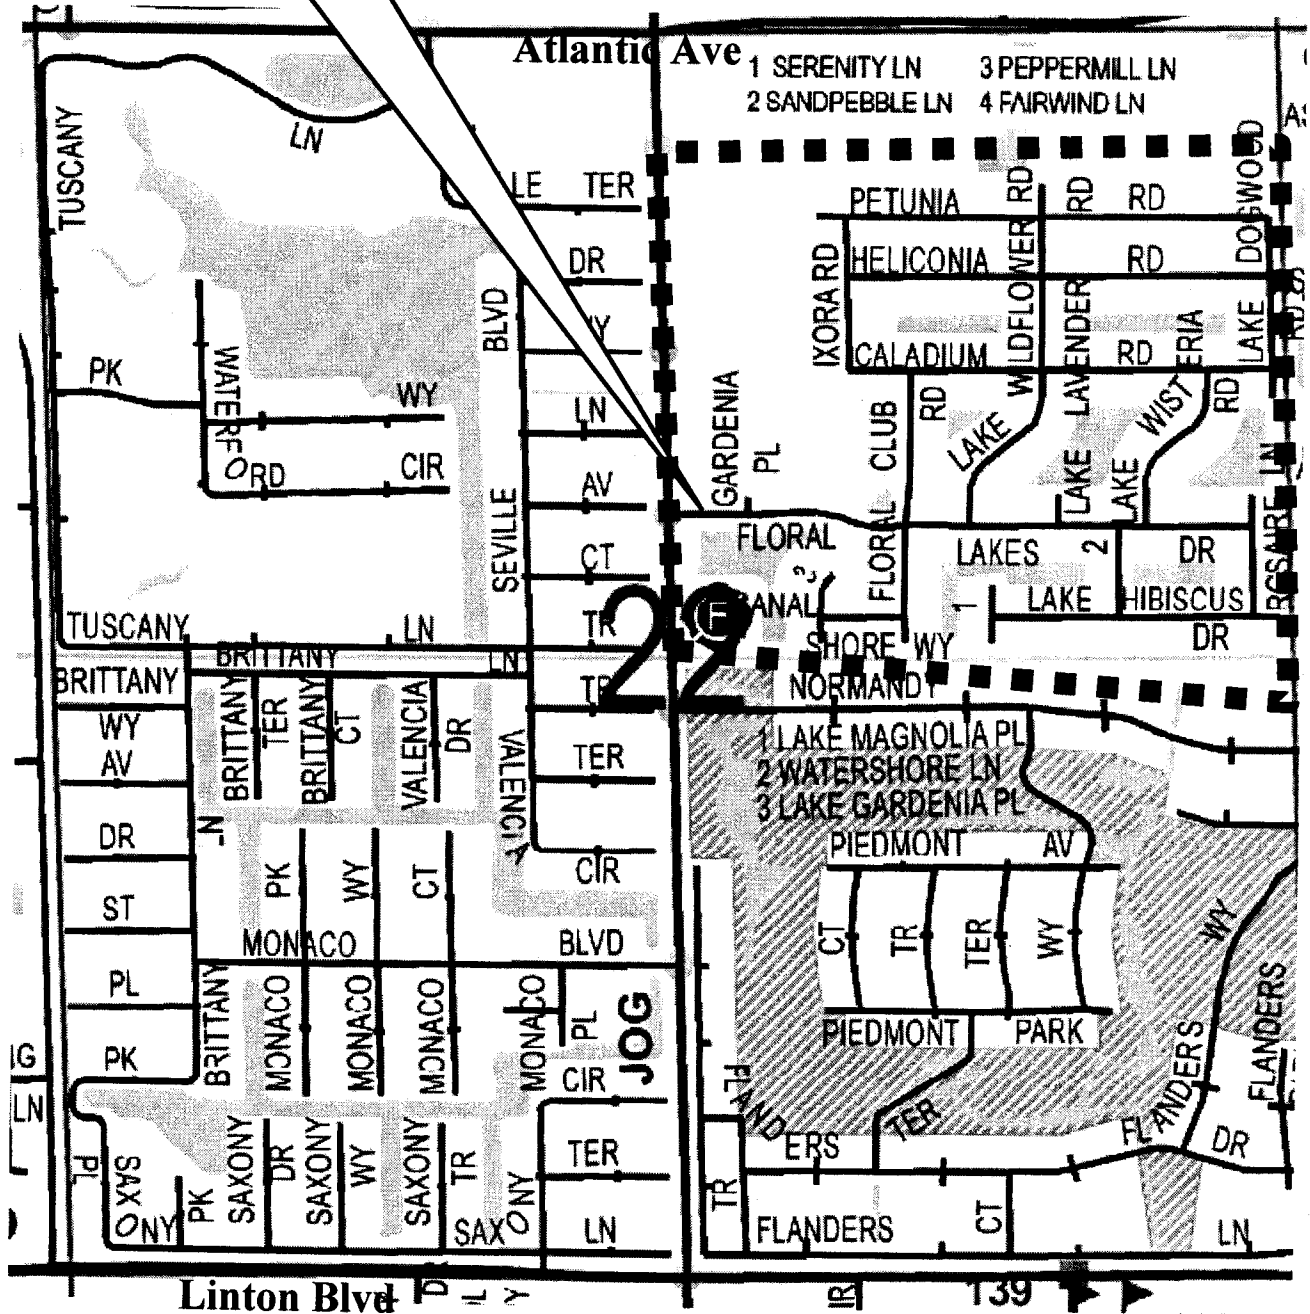 Atlantic Ave
1 SERENITY LN 3 PEPPERMILL LN
2 SANDPEBBLE LN 4 FAIRWIND LN
LN
TUSCANY
LE TER
DR
BLVD
LN
AV
CT
TR
SEVILLE
PK
WATERFORD
WY
CIR
PETUNIA RD
HELICONIA RD
CALADIUM RD
IXORA RD
WILDFLOWER RD
LAKE
LAKE LAVENDER RD
LAKE WISTERIA RD
LAKE DOGWOOD
GARDENIA PL
FLORAL CLUB RD
FLORAL LAKES DR
2
1
LAKE HIBISCUS DR
SHORE WY
29
F
TUSCANY LN
BRITTANY LN
BRITTANY
WY
AV
DR
ST
PL
PK
BRITTANY TER
BRITTANY CT
VALENCIA DR
VALENCIA
TER
CIR
NORMANDY
1 LAKE MAGNOLIA PL
2 WATERSHORE LN
3 LAKE GARDENIA PL
PIEDMONT AV
CT
TR
TER
WY
PIEDMONT PARK
TER
PK
WY
CT
MONACO BLVD
BRITTANY
MONACO
MONACO
MONACO
MONACO PL
JOG
CIR
TER
LN
IG
LN
PL
SAXONY
PK
SAXONY DR
SAXONY WY
SAXONY TR
SAXONY
FLANDERS
TR
FLANDERS CT
LN
FLANDERS DR
FLANDERS WY
FLANDERS
Linton Blvd
IR
139